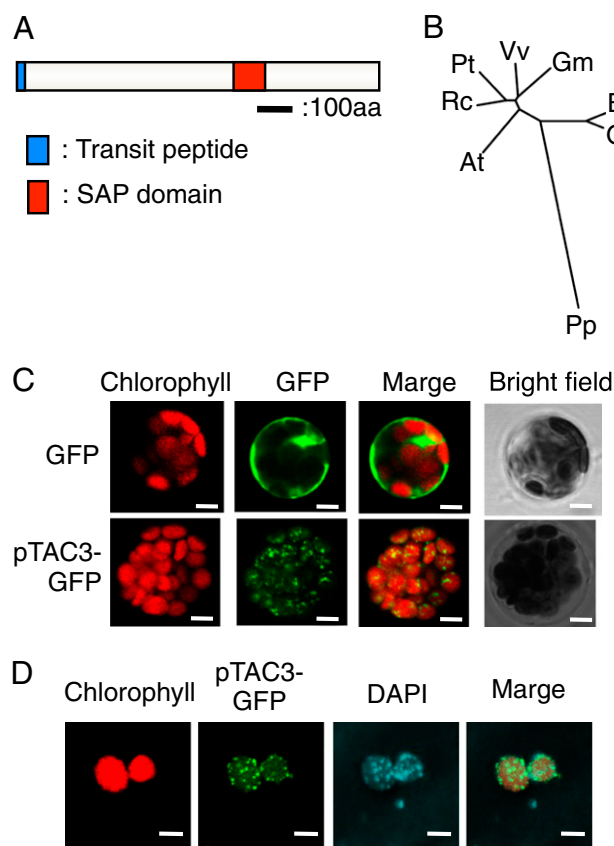 A
:100aa
: Transit peptide
: SAP domain
B
Vv
Pt
Gm
Rc
At
Pp
C
Chlorophyll GFP Marge Bright field
GFP
pTAC3-
GFP
D
Chlorophyll pTAC3-
GFP DAPI Marge